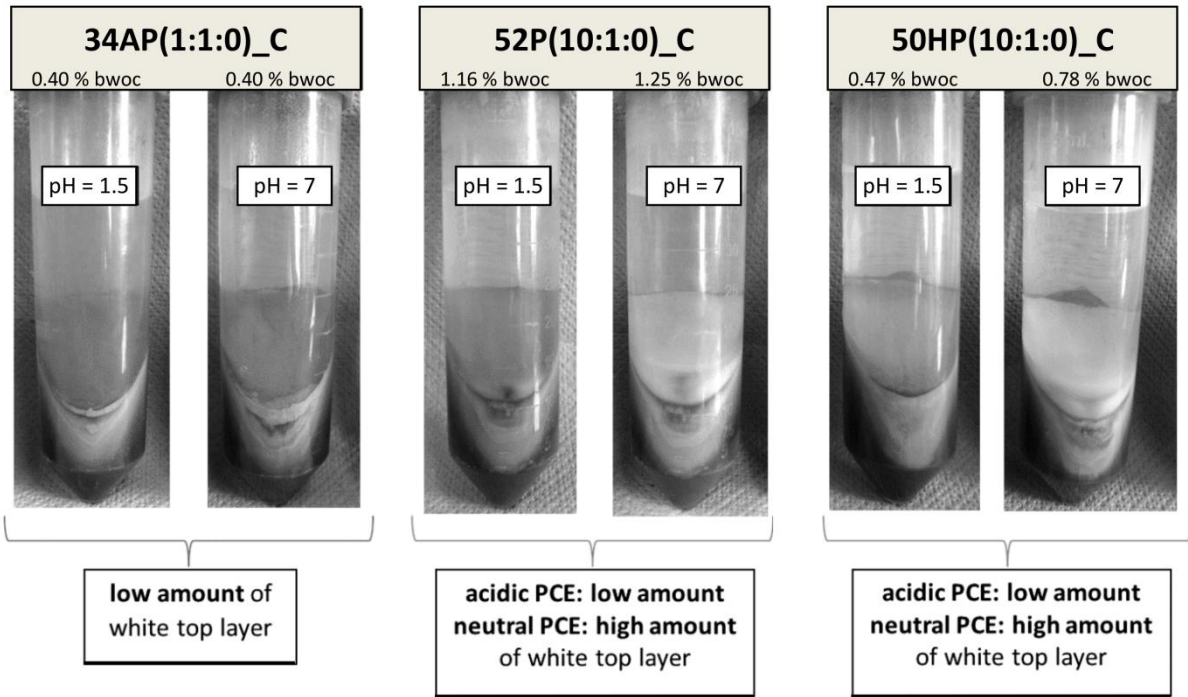 34AP(1:1:0)_C
0.40 % bwoc 0.40 % bwoc
pH = 1.5 pH = 7
low amount of
white top layer
52P(10:1:0)_C
1.16 % bwoc 1.25 % bwoc
pH = 1.5 pH = 7
acidic PCE: low amount
neutral PCE: high amount
of white top layer
50HP(10:1:0)_C
0.47 % bwoc 0.78 % bwoc
pH = 1.5 pH = 7
acidic PCE: low amount
neutral PCE: high amount
of white top layer